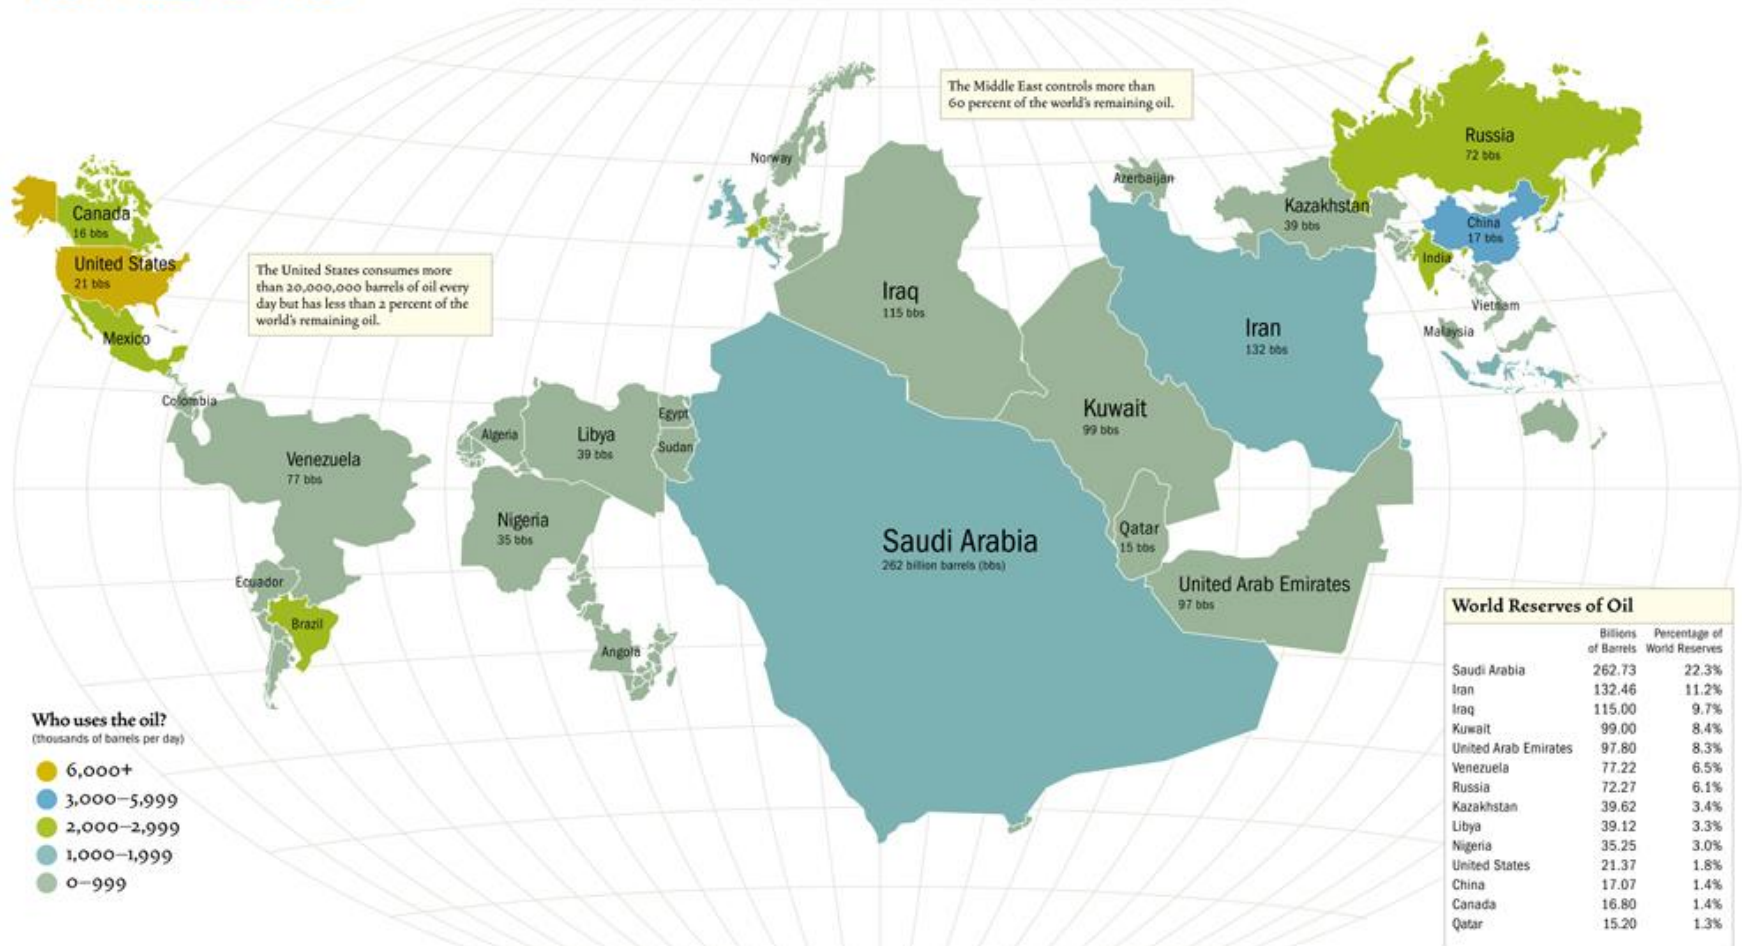 The Middle East controls more than
60 percent of the world's remaining oil.
Norway
Azerbaijan
Russia
72 bbs
Canada
16 bbs
United States
21 bbs
Mexico
The United States consumes more
than 20,000,000 barrels of oil every
day but has less than 2 percent of the
world's remaining oil.
Kazakhstan
39 bbs
China
17 bbs
India
Vietnam
Malaysia
Iraq
115 bbs
Iran
132 bbs
Kuwait
99 bbs
Colombia
Venezuela
77 bbs
Algeria
Libya
39 bbs
Egypt
Sudan
Nigeria
35 bbs
Saudi Arabia
262 billion barrels (bbs)
Qatar
15 bbs
United Arab Emirates
97 bbs
Ecuador
Brazil
Angola
Who uses the oil?
(thousands of barrels per day)
6,000+
3,000–5,999
2,000–2,999
1,000–1,999
0–999
World Reserves of Oil
Billions Percentage of
of Barrels World Reserves
Saudi Arabia 262.73 22.3%
Iran 132.46 11.2%
Iraq 115.00 9.7%
Kuwait 99.00 8.4%
United Arab Emirates 97.80 8.3%
Venezuela 77.22 6.5%
Russia 72.27 6.1%
Kazakhstan 39.62 3.4%
Libya 39.12 3.3%
Nigeria 35.25 3.0%
United States 21.37 1.8%
China 17.07 1.4%
Canada 16.80 1.4%
Qatar 15.20 1.3%